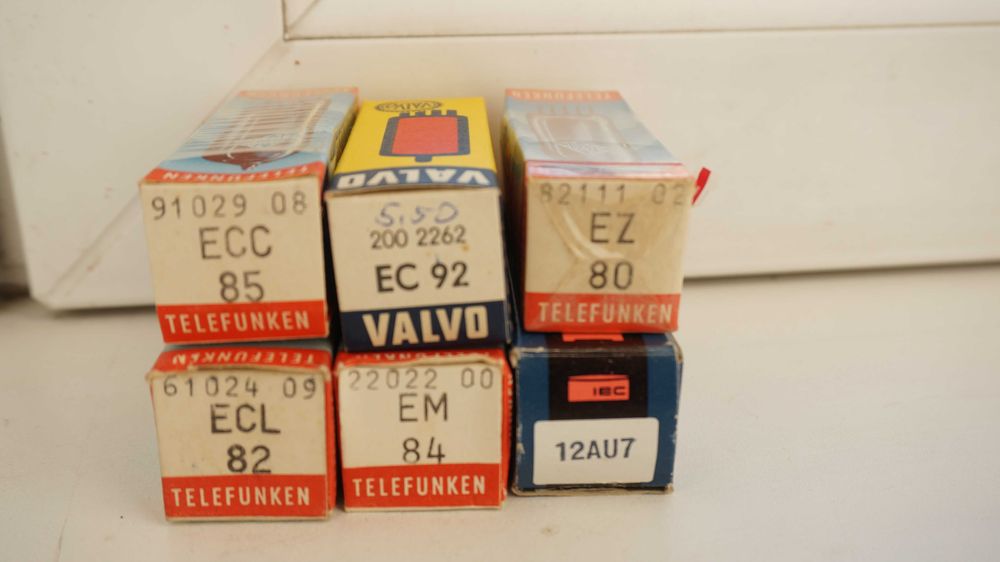 TELEFUNKEN
TELEFUNKEN
91029 08
ECC
85
TELEFUNKEN
VALVO
VALVO
5.50
200 2262
EC 92
VALVO
TELEFUNKEN
82111 02
EZ
80
TELEFUNKEN
TELEFUNKEN
61024 09
ECL
82
TELEFUNKEN
22022 00
EM
84
TELEFUNKEN
IEC
12AU7